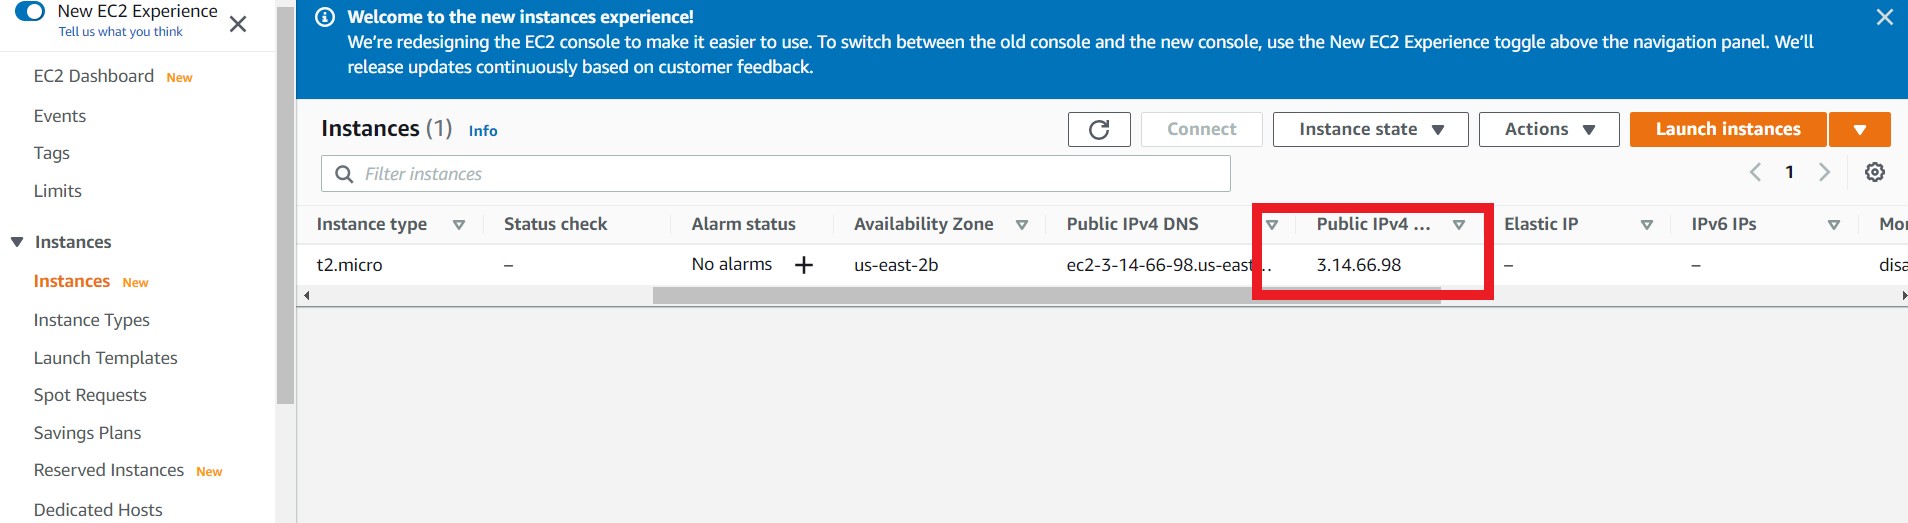 New EC2 Experience
Tell us what you think
EC2 Dashboard New
Events
Tags
Limits
Instances
Instances New
Instance Types
Launch Templates
Spot Requests
Savings Plans
Reserved Instances New
Dedicated Hosts
Welcome to the new instances experience!
We're redesigning the EC2 console to make it easier to use. To switch between the old console and the new console, use the New EC2 Experience toggle above the navigation panel. We'll
release updates continuously based on customer feedback.
Instances (1) Info
Connect
Instance state
Actions
Launch instances
Filter instances
1
Instance type Status check Alarm status Availability Zone Public IPv4 DNS Public IPv4 ... Elastic IP IPv6 IPs Mor
t2.micro – No alarms + us-east-2b ec2-3-14-66-98.us-east... 3.14.66.98 – – disa